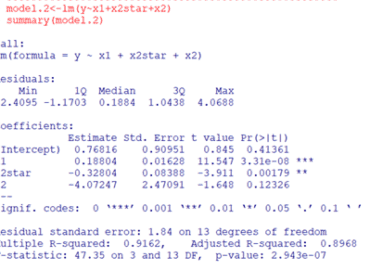 model.2<-lm(y~x1+x2star+x2)
summary(model.2)
all:
m(formula = y ~ x1 + x2star + x2)
esiduals:
Min 1Q Median 3Q Max
2.4095 -1.1703 0.1884 1.0438 4.0688
oefficients:
Estimate Std. Error t value Pr(>|t|)
Intercept) 0.76816 0.90951 0.845 0.41361
1 0.18804 0.01628 11.547 3.31e-08 ***
2star -0.32804 0.08388 -3.911 0.00179 **
2 -4.07247 2.47091 -1.648 0.12326
--
ignif. codes: 0 ‘***’ 0.001 ‘**’ 0.01 ‘*’ 0.05 ‘.’ 0.1 ‘ ’
esidual standard error: 1.84 on 13 degrees of freedom
ultiple R-squared: 0.9162, Adjusted R-squared: 0.8968
-statistic: 47.35 on 3 and 13 DF, p-value: 2.943e-07